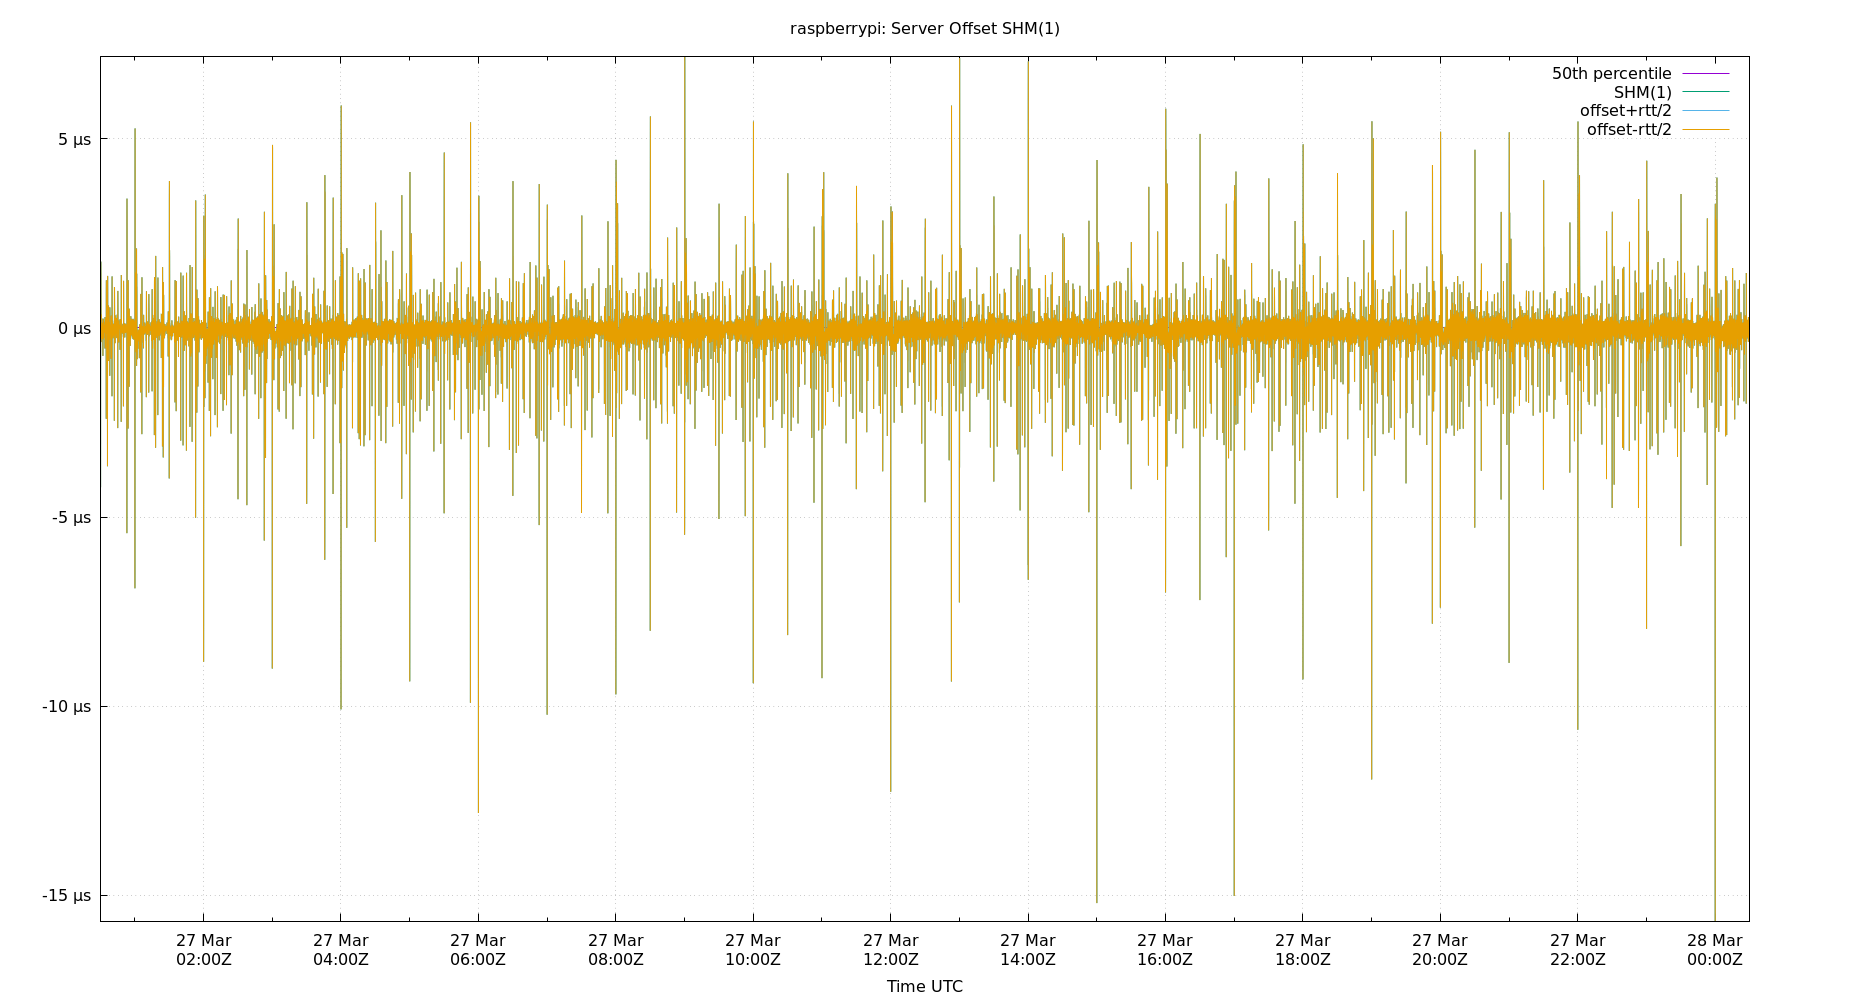 raspberrypi: Server Offset SHM(1)
50th percentile
SHM(1)
offset+rtt/2
offset-rtt/2
5 µs
0 µs
-5 µs
-10 µs
-15 µs
27 Mar 27 Mar 27 Mar 27 Mar 27 Mar 27 Mar 27 Mar 27 Mar 27 Mar 27 Mar 27 Mar 28 Mar
02:00Z 04:00Z 06:00Z 08:00Z 10:00Z 12:00Z 14:00Z 16:00Z 18:00Z 20:00Z 22:00Z 00:00Z
Time UTC